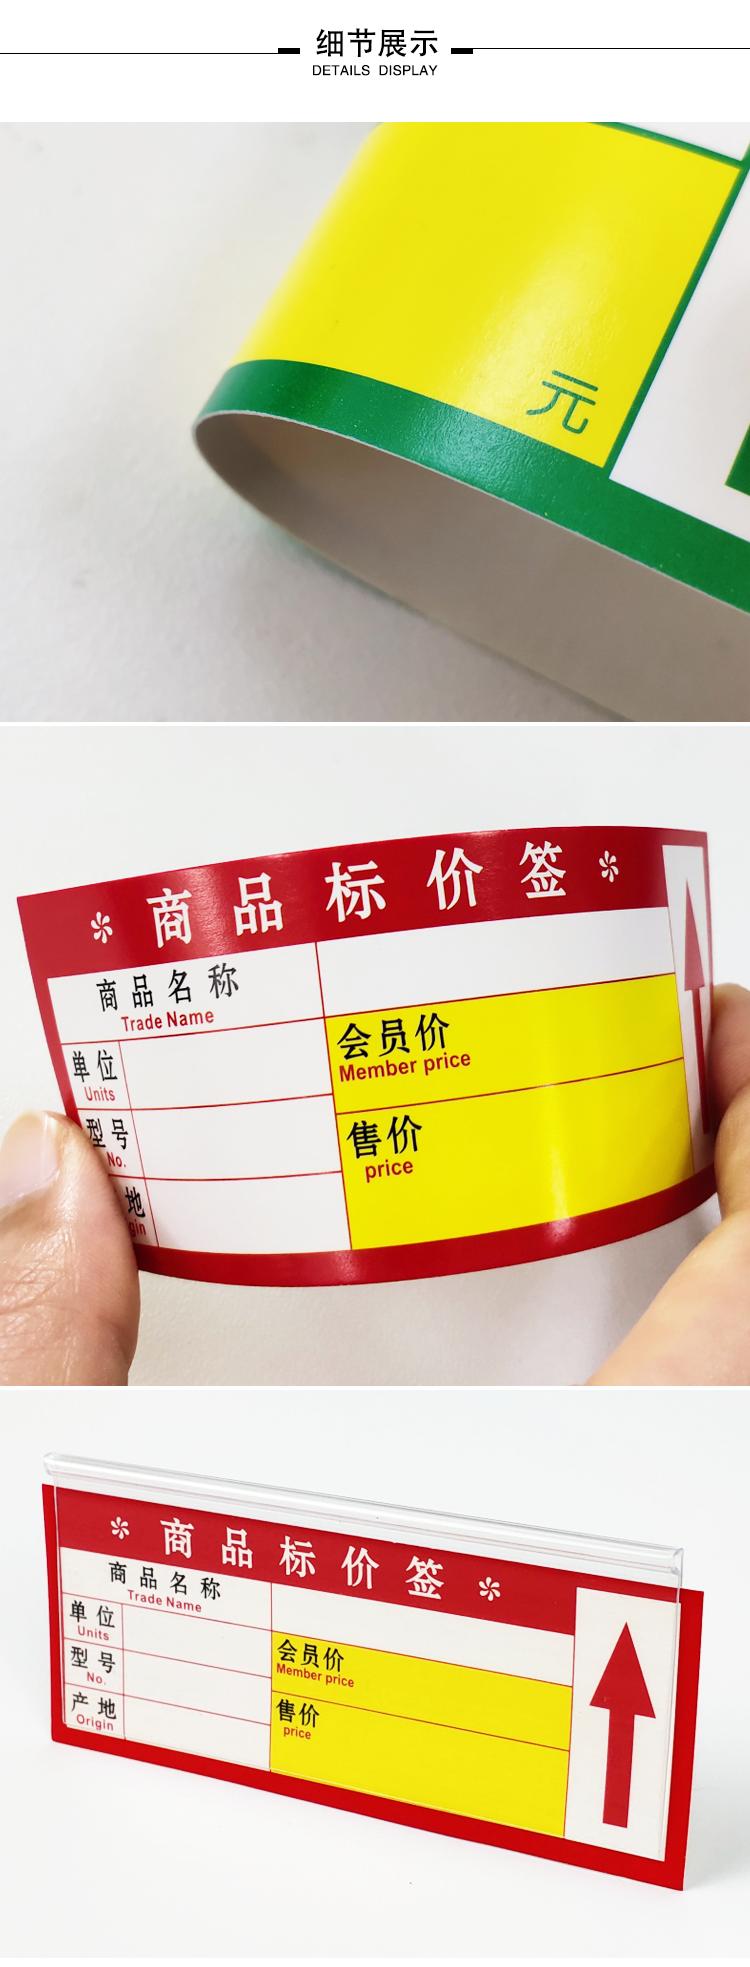 细节展示
DETAILS DISPLAY
元
商品标价签
商品名称
Trade Name
单位
Units
型号
No.
地
gin
会员价
Member price
售价
price
商品标价签
商品名称
Trade Name
单位
Units
型号
No.
产地
Origin
会员价
Member price
售价
price